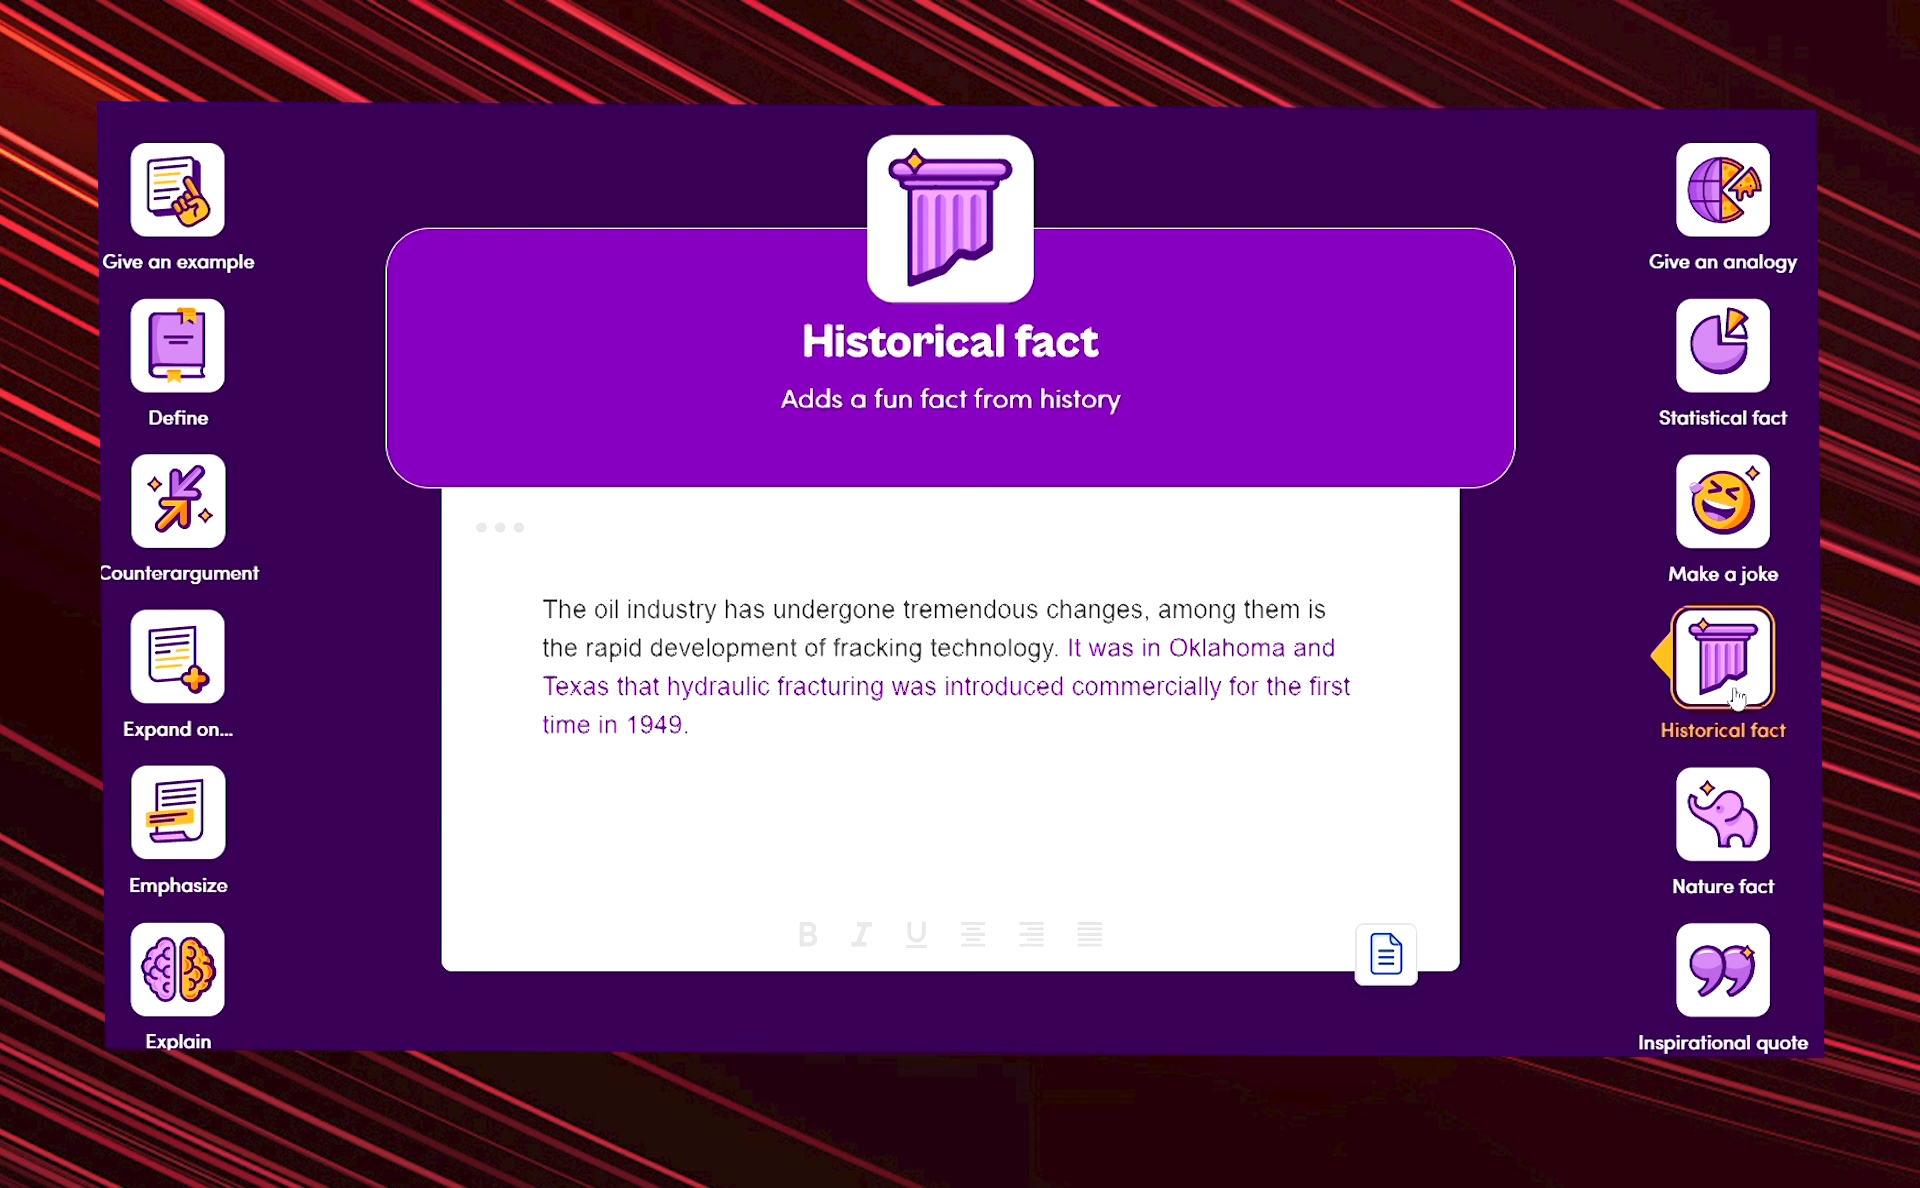 Give an example
Define
Counterargument
Expand on...
Emphasize
Explain
Historical fact
Adds a fun fact from history
The oil industry has undergone tremendous changes, among them is
the rapid development of fracking technology. It was in Oklahoma and
Texas that hydraulic fracturing was introduced commercially for the first
time in 1949.
B I U
Give an analogy
Statistical fact
Make a joke
Historical fact
Nature fact
Inspirational quote